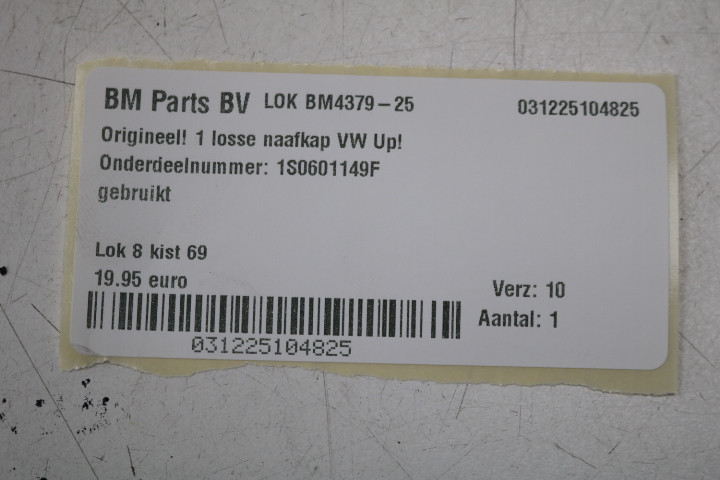 BM Parts BV LOK BM4379-25 031225104825
Origineel! 1 losse naafkap VW Up!
Onderdeelnummer: 1S0601149F
gebruikt
Lok 8 kist 69
19.95 euro
Verz: 10
Aantal: 1
031225104825